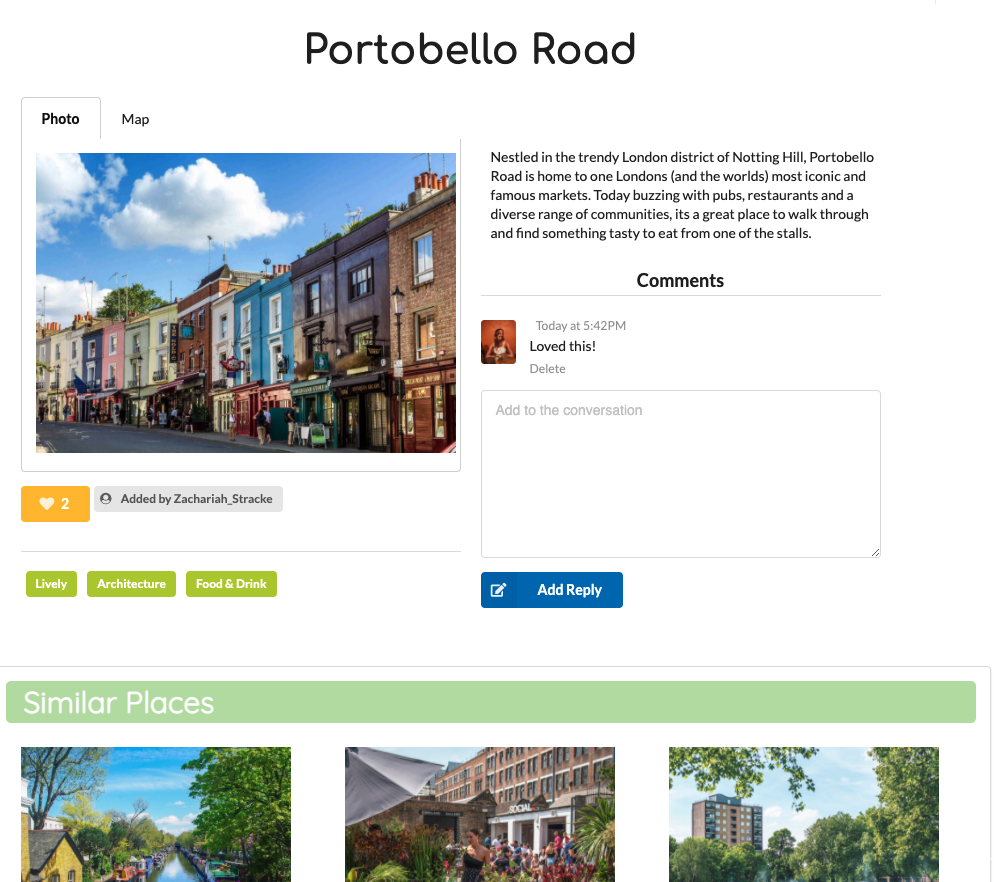 Portobello Road
Photo
Map
Nestled in the trendy London district of Notting Hill, Portobello
Road is home to one Londons (and the worlds) most iconic and
famous markets. Today buzzing with pubs, restaurants and a
diverse range of communities, its a great place to walk through
and find something tasty to eat from one of the stalls.
Comments
Today at 5:42PM
Loved this!
Delete
Add to the conversation
Add Reply
2
Added by Zachariah_Stracke
Lively
Architecture
Food & Drink
Similar Places
SOCIAL